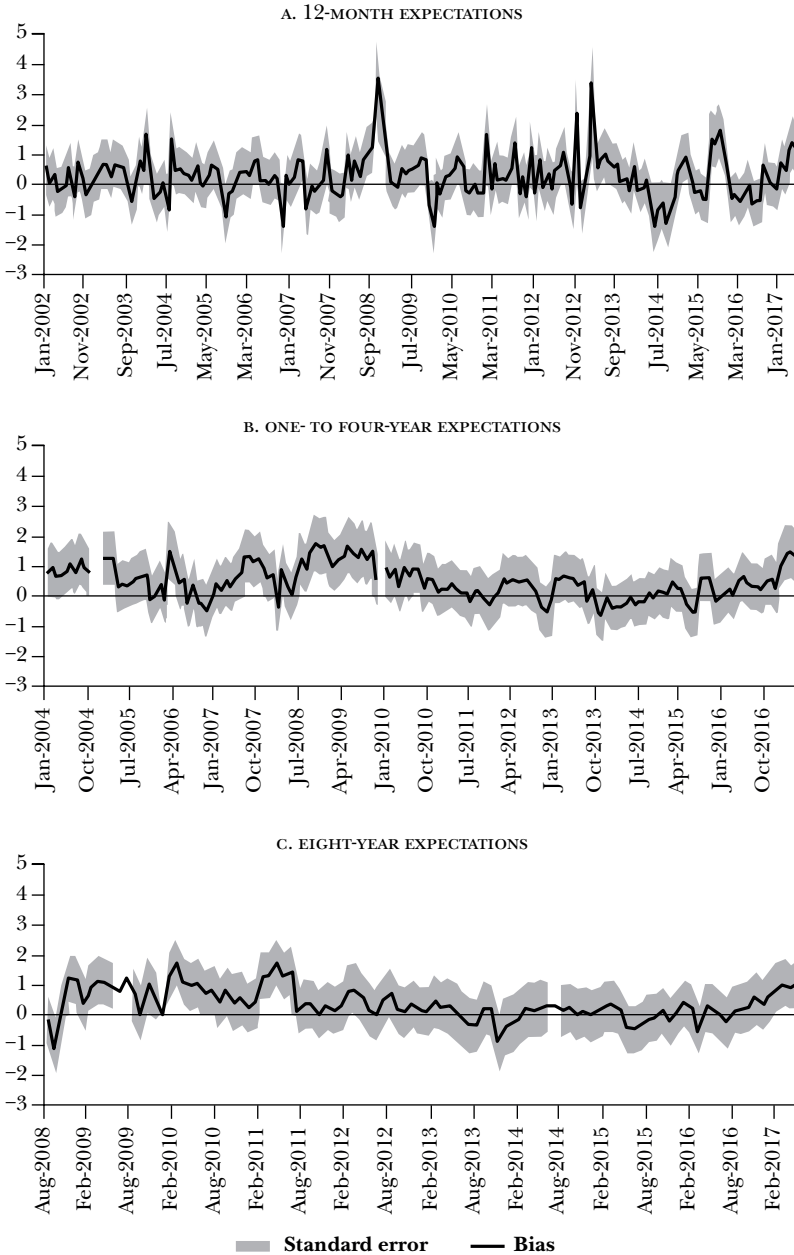 A. 12-MONTH EXPECTATIONS
5
4
3
2
1
0
−1
−2
−3
Jan-2002
Nov-2002
Sep-2003
Jul-2004
May-2005
Mar-2006
Jan-2007
Nov-2007
Sep-2008
Jul-2009
May-2010
Mar-2011
Jan-2012
Nov-2012
Sep-2013
Jul-2014
May-2015
Mar-2016
Jan-2017
B. ONE- TO FOUR-YEAR EXPECTATIONS
5
4
3
2
1
0
−1
−2
−3
Jan-2004
Oct-2004
Jul-2005
Apr-2006
Jan-2007
Oct-2007
Jul-2008
Apr-2009
Jan-2010
Oct-2010
Jul-2011
Apr-2012
Jan-2013
Oct-2013
Jul-2014
Apr-2015
Jan-2016
Oct-2016
C. EIGHT-YEAR EXPECTATIONS
5
4
3
2
1
0
−1
−2
−3
Aug-2008
Feb-2009
Aug-2009
Feb-2010
Aug-2010
Feb-2011
Aug-2011
Feb-2012
Aug-2012
Feb-2013
Aug-2013
Feb-2014
Aug-2014
Feb-2015
Aug-2015
Feb-2016
Aug-2016
Feb-2017
Standard error
Bias